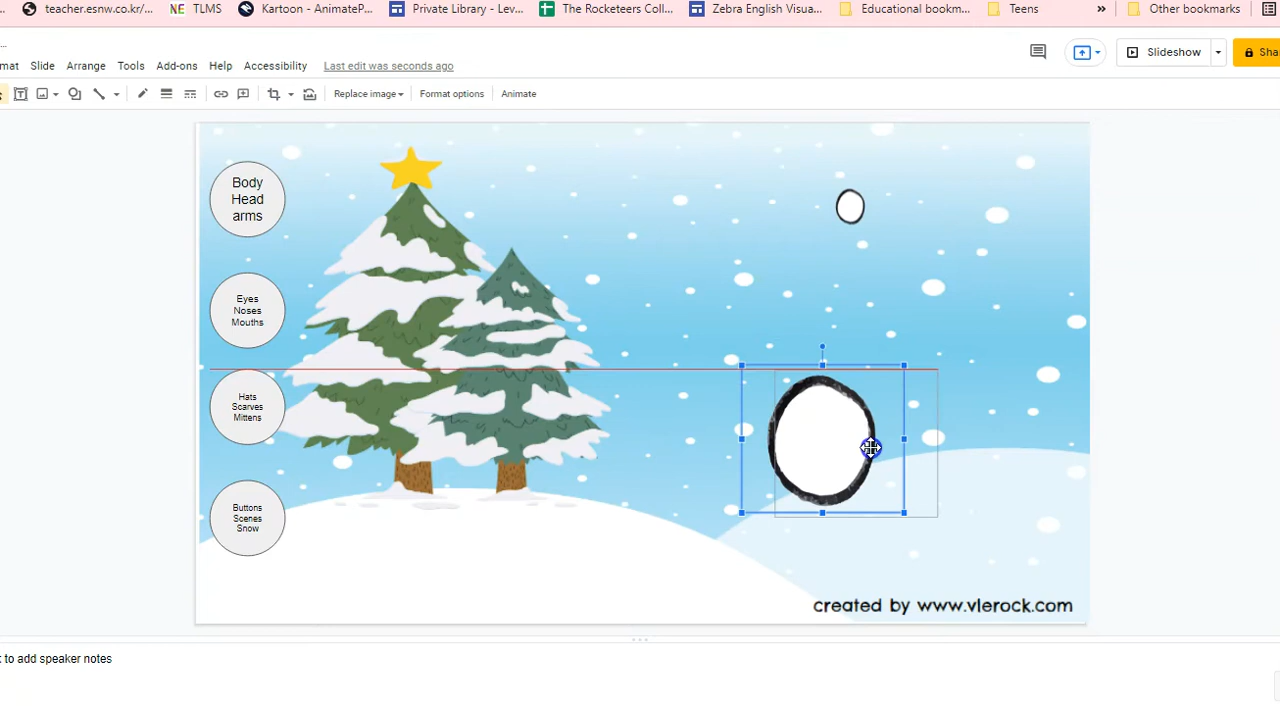 teacher.esnw.co.kr/...
NE TLMS
Kartoon - AnimateP...
Private Library - Lev...
The Rocketeers Coll...
Zebra English Visua...
Educational bookm...
Teens
»
Other bookmarks
...
mat Slide Arrange Tools Add-ons Help Accessibility Last edit was seconds ago
Slideshow
Sha
Replace image Format options Animate
Body
Head
arms
Eyes
Noses
Mouths
Hats
Scarves
Mittens
Buttons
Scenes
Snow
created by www.vlerock.com
to add speaker notes